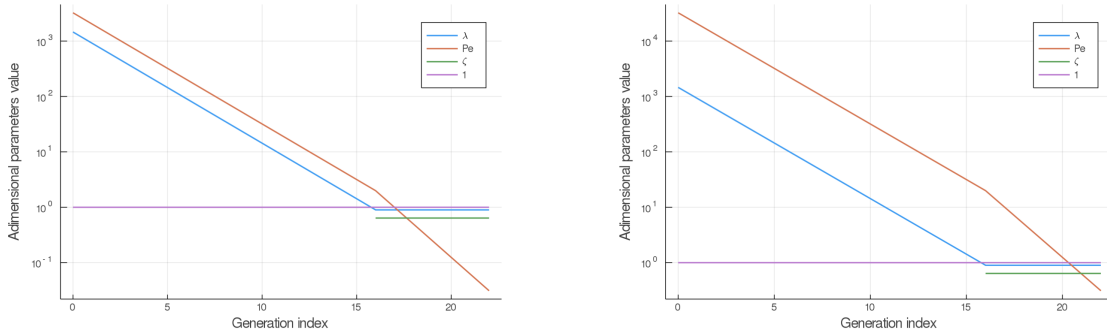 Adimensional parameters value
10³
10²
10¹
10⁰
10⁻¹
0
5
10
15
20
Generation index
λ
Pe
ζ
1
Adimensional parameters value
10⁴
10³
10²
10¹
10⁰
0
5
10
15
20
Generation index
λ
Pe
ζ
1